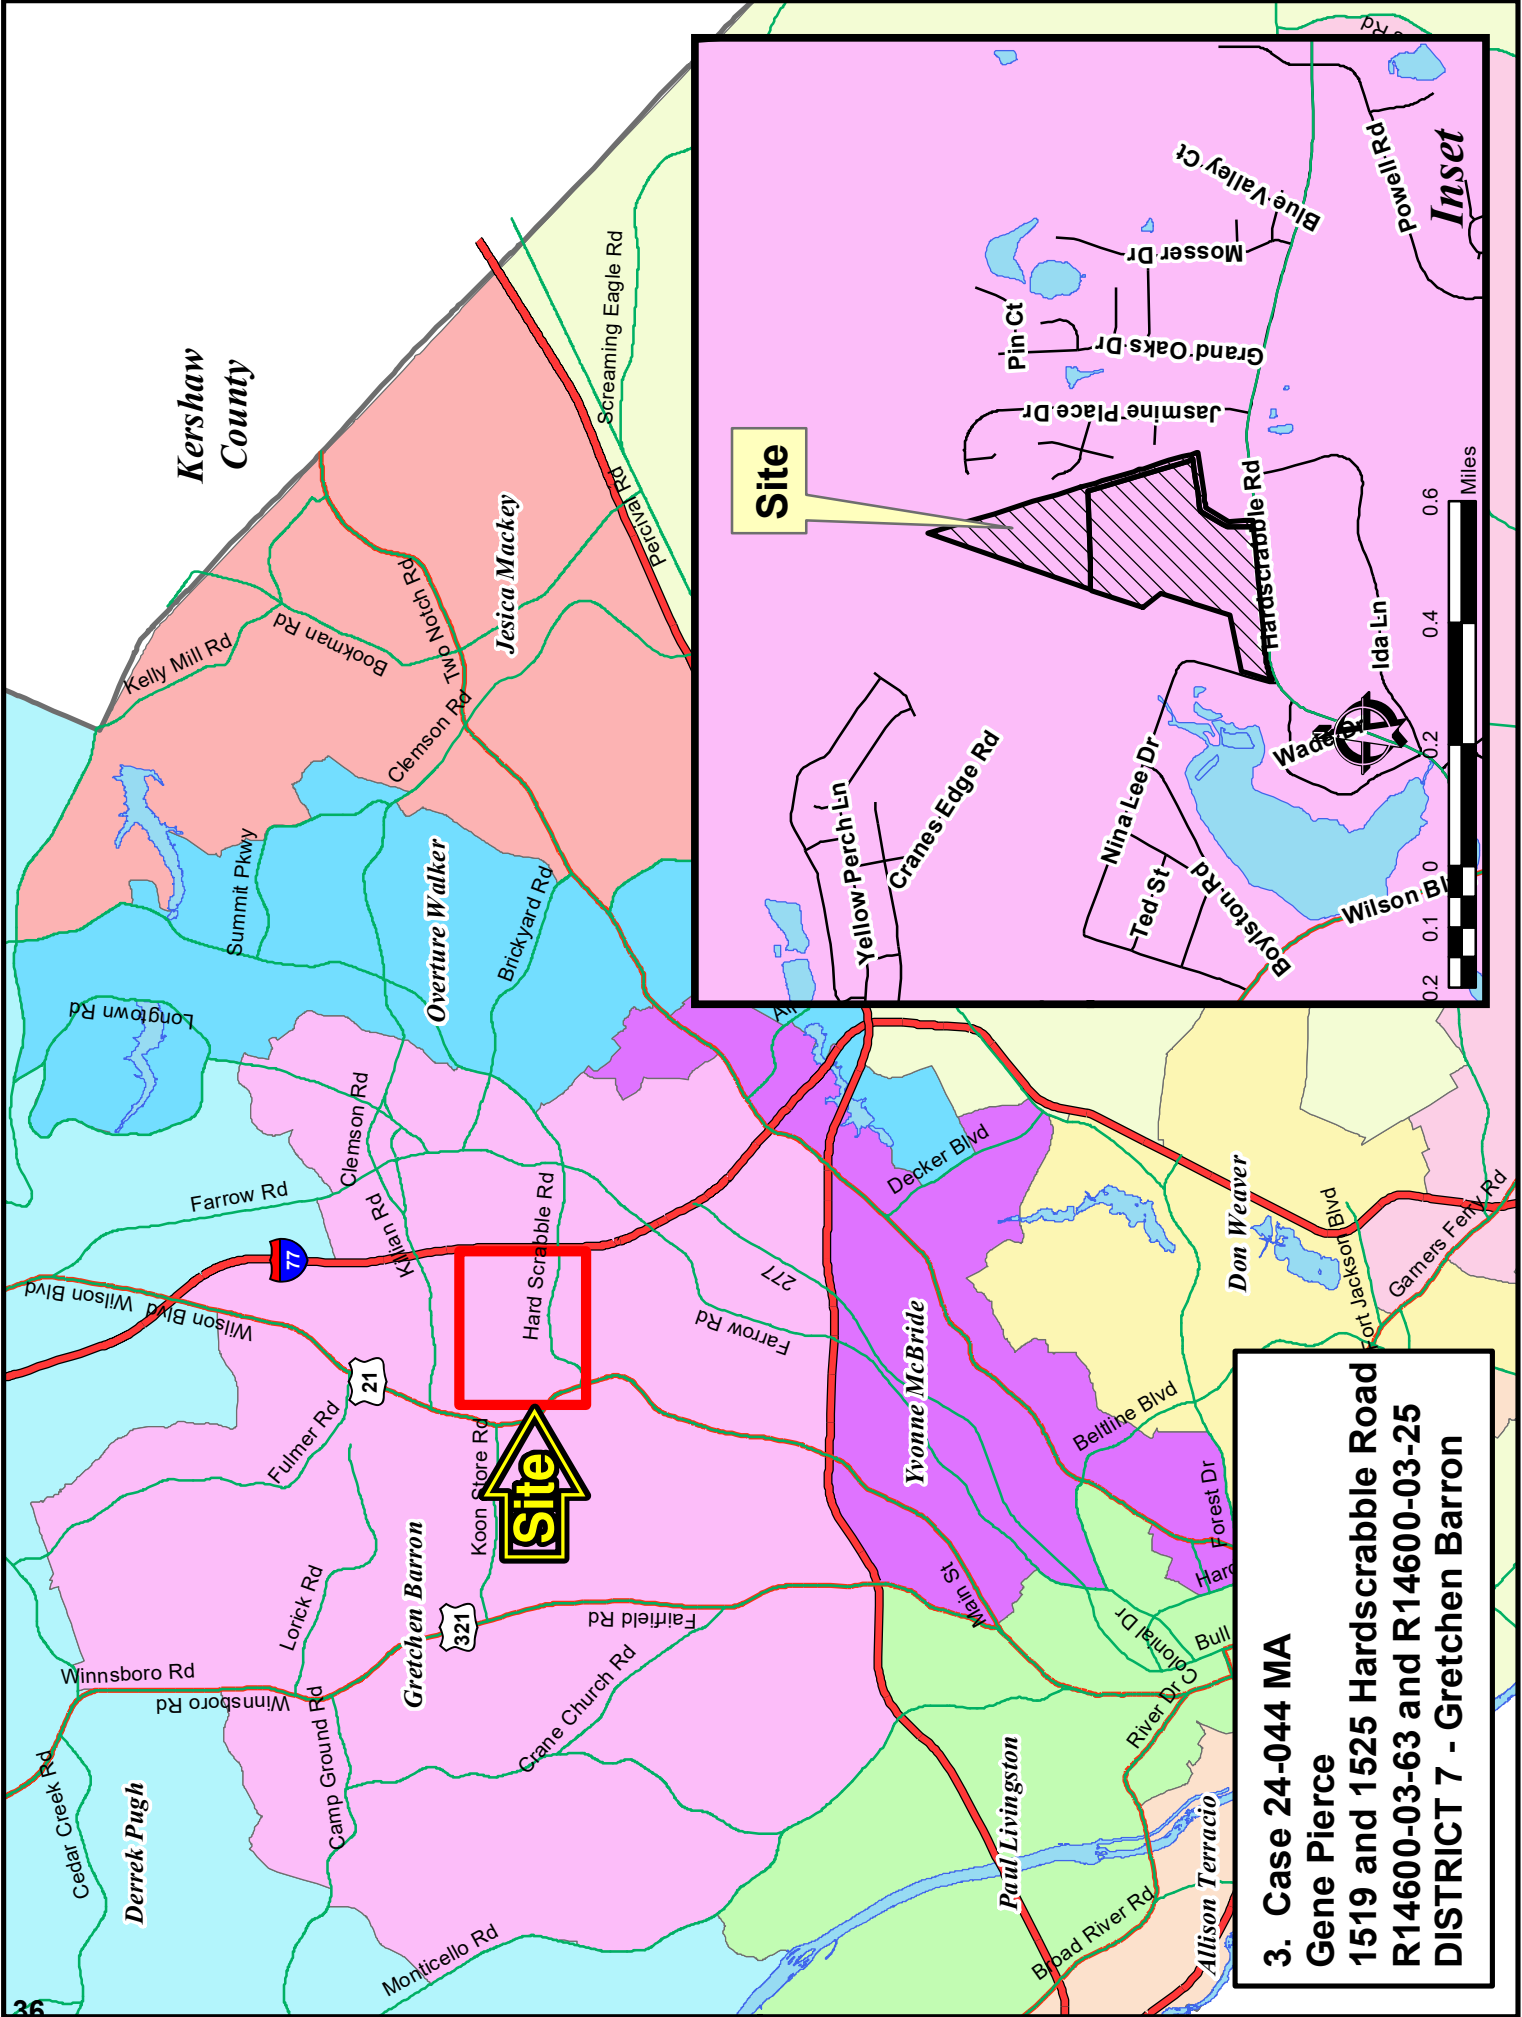 36
Kershaw
County
Derrek Pugh
Gretchen Barron
Overture Walker
Jesica Mackey
Yvonne McBride
Don Weaver
Paul Livingston
Allison Terracio
Cedar Creek Rd
Winnsboro Rd
Winnsboro Rd
Camp Ground Rd
Lorick Rd
Fulmer Rd
Wilson Blvd
Wilson Blvd
Wilson Blvd
Farrow Rd
Clemson Rd
Kilian Rd
Longtown Rd
Summit Pkwy
Brickyard Rd
Clemson Rd
Two Notch Rd
Kelly Mill Rd
Bookman Rd
Percival Rd
Screaming Eagle Rd
77
21
321
Koon Store Rd
Hard Scrabble Rd
Fairfield Rd
Crane Church Rd
Monticello Rd
Farrow Rd
277
Decker Blvd
Main St
Beltline Blvd
Forest Dr
Colonial Dr
Bull
River Dr
Broad River Rd
Fort Jackson Blvd
Garners Ferry Rd
Site
Site
Pin Ct
Grand Oaks Dr
Mosser Dr
Blue Valley Ct
Jasmine Place Dr
Hardscrabble Rd
Powell Rd
Ida Ln
Wade Dr
Nina Lee Dr
Ted St
Boylston Rd
Yellow Perch Ln
Cranes Edge Rd
Wilson Bl
Inset
0.2 0.1 0 0.2 0.4 0.6
Miles
3. Case 24-044 MA
Gene Pierce
1519 and 1525 Hardscrabble Road
R14600-03-63 and R14600-03-25
DISTRICT 7 - Gretchen Barron